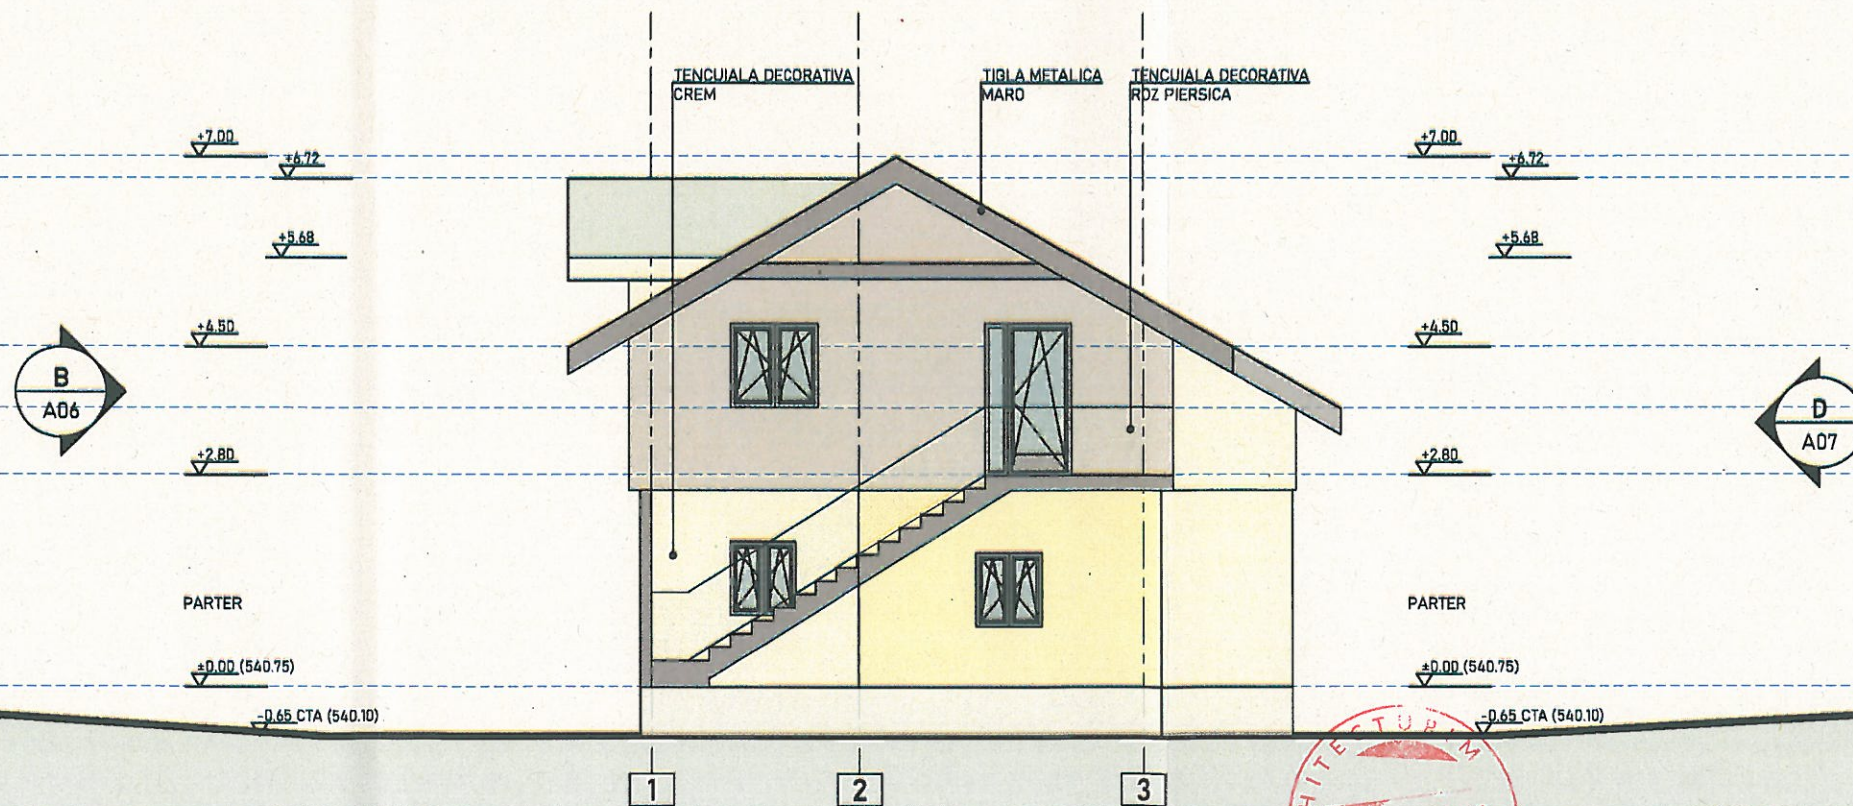 TENCUIALA DECORATIVA
CREM
TIGLA METALICA
MARO
TENCUIALA DECORATIVA
ROZ PIERSICA
+7.00
+6.72
+5.68
+4.50
+2.80
PARTER
±0.00 (540.75)
-0.65 CTA (540.10)
B
A06
+7.00
+6.72
+5.68
+4.50
+2.80
PARTER
±0.00 (540.75)
-0.65 CTA (540.10)
D
A07
1
2
3
HITECTURIM